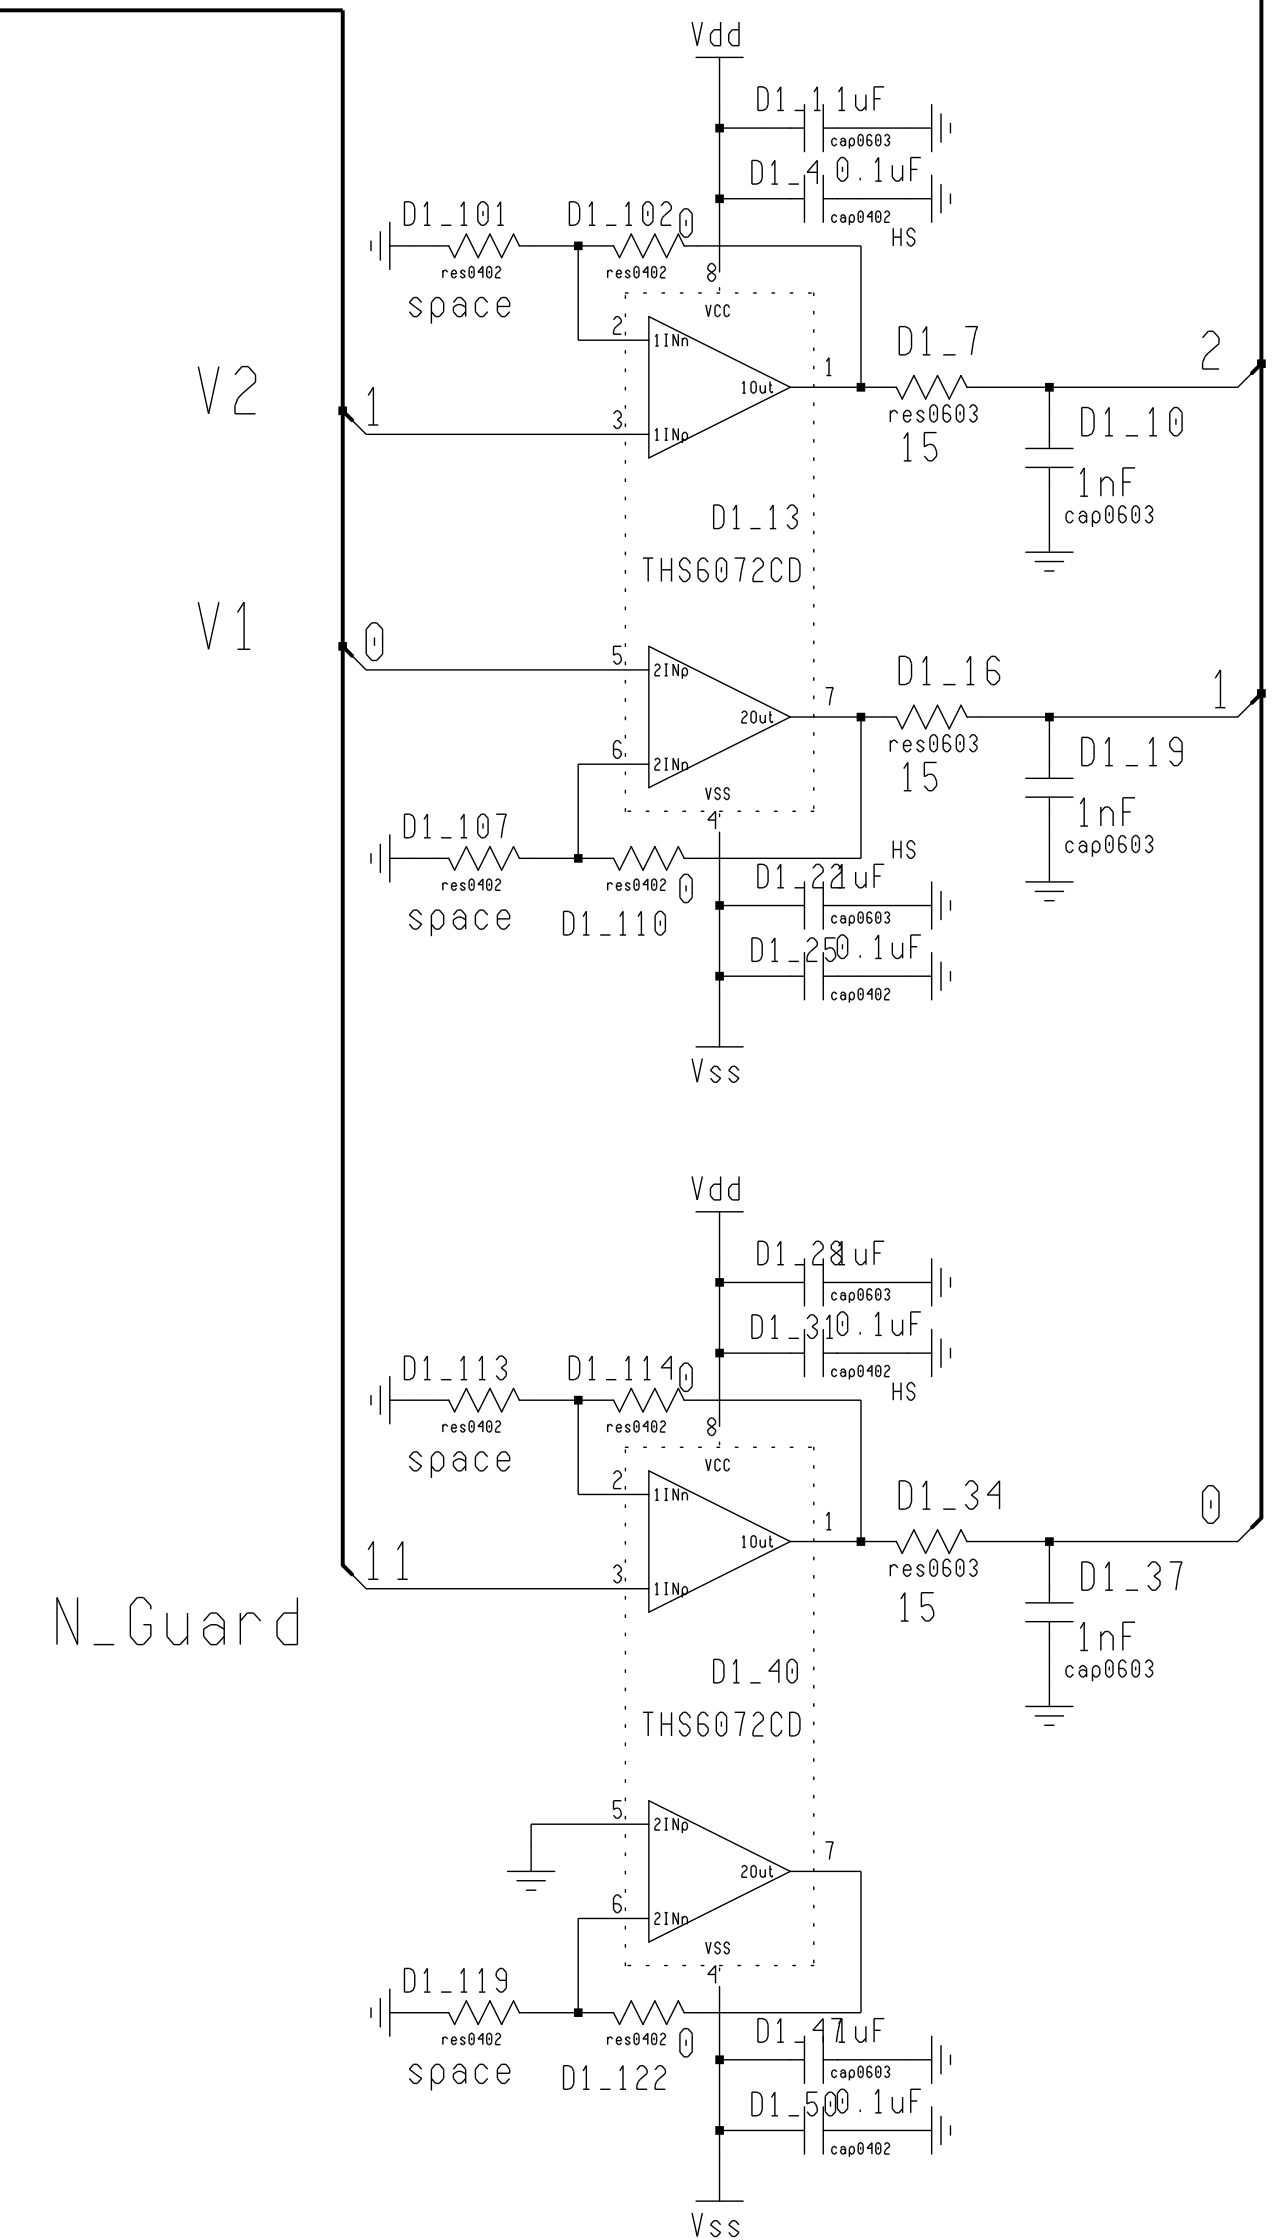 Vdd
D1_1 1uF
cap0603
D1_4 0.1uF
cap0402
HS
D1_101
res0402
space
D1_102 0
res0402
8
VCC
2 1INn
1Out 1
3 1INp
V2
1
D1_7
res0603
15
2
D1_10
1nF
cap0603
D1_13
THS6072CD
V1
0
5 2INp
2Out 7
6 2INn
VSS
4
D1_16
res0603
15
1
D1_19
1nF
cap0603
D1_107
res0402
space
res0402 0
D1_110
HS
D1_22 1uF
cap0603
D1_25 0.1uF
cap0402
Vss
Vdd
D1_28 1uF
cap0603
D1_31 0.1uF
cap0402
HS
D1_113
res0402
space
D1_114 0
res0402
8
VCC
2 1INn
1Out 1
3 1INp
11
N_Guard
D1_34
res0603
15
0
D1_37
1nF
cap0603
D1_40
THS6072CD
5 2INp
2Out 7
6 2INn
VSS
4
D1_119
res0402
space
res0402 0
D1_122
D1_47 1uF
cap0603
D1_50 0.1uF
cap0402
Vss